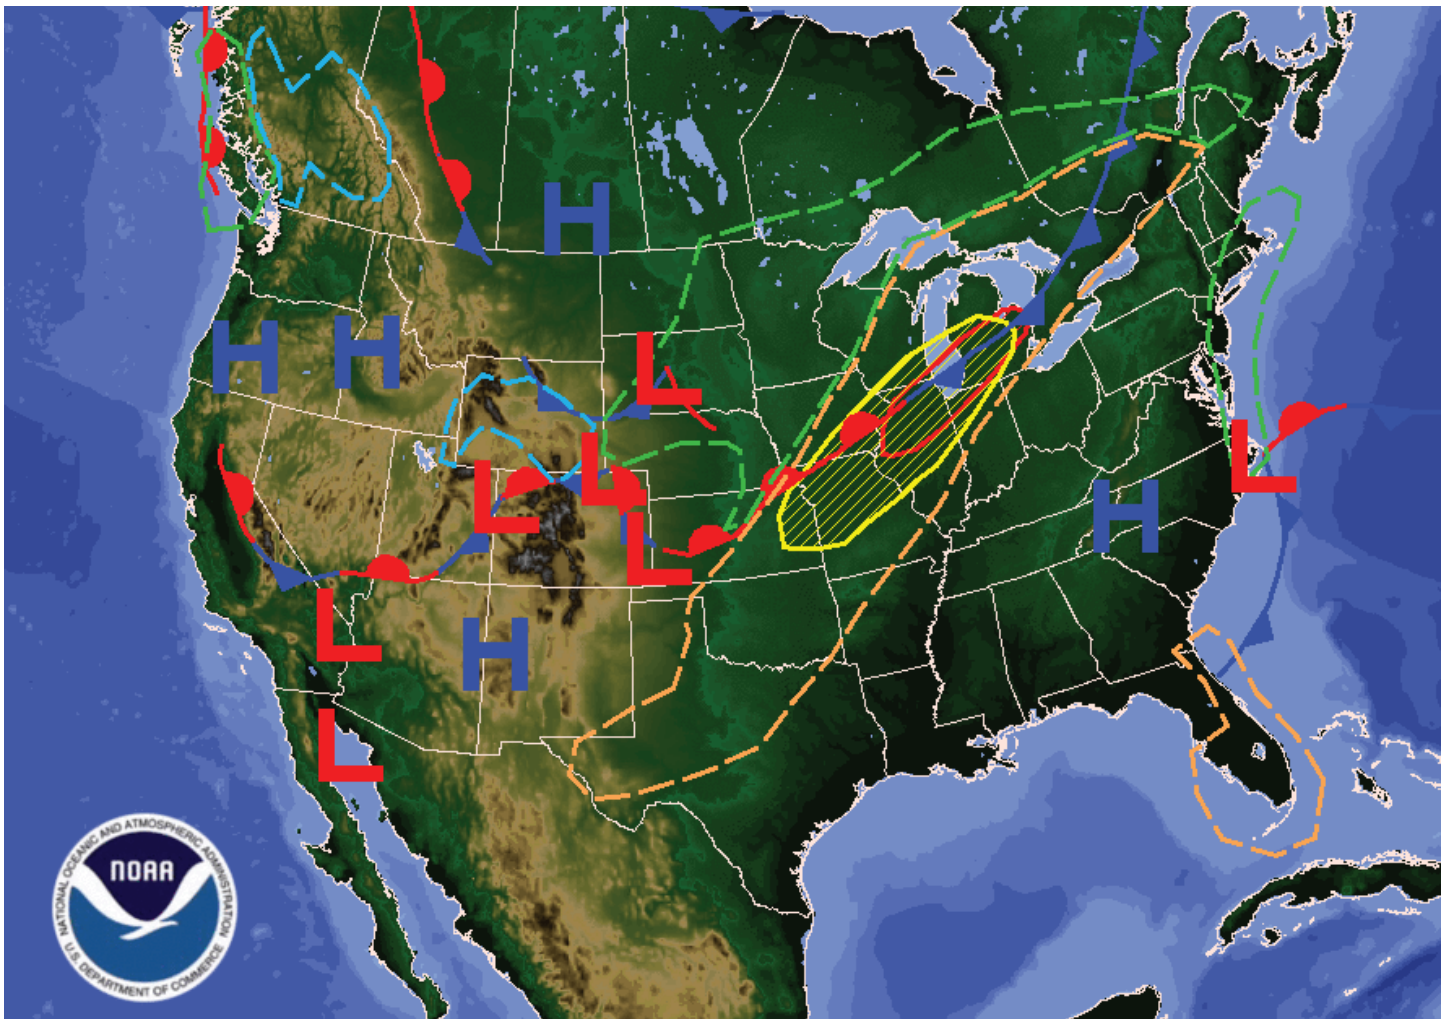 H
L
H
H
L
L
L
H
L
L
L
H
L
NOAA
NATIONAL OCEANIC AND ATMOSPHERIC ADMINISTRATION
U.S. DEPARTMENT OF COMMERCE